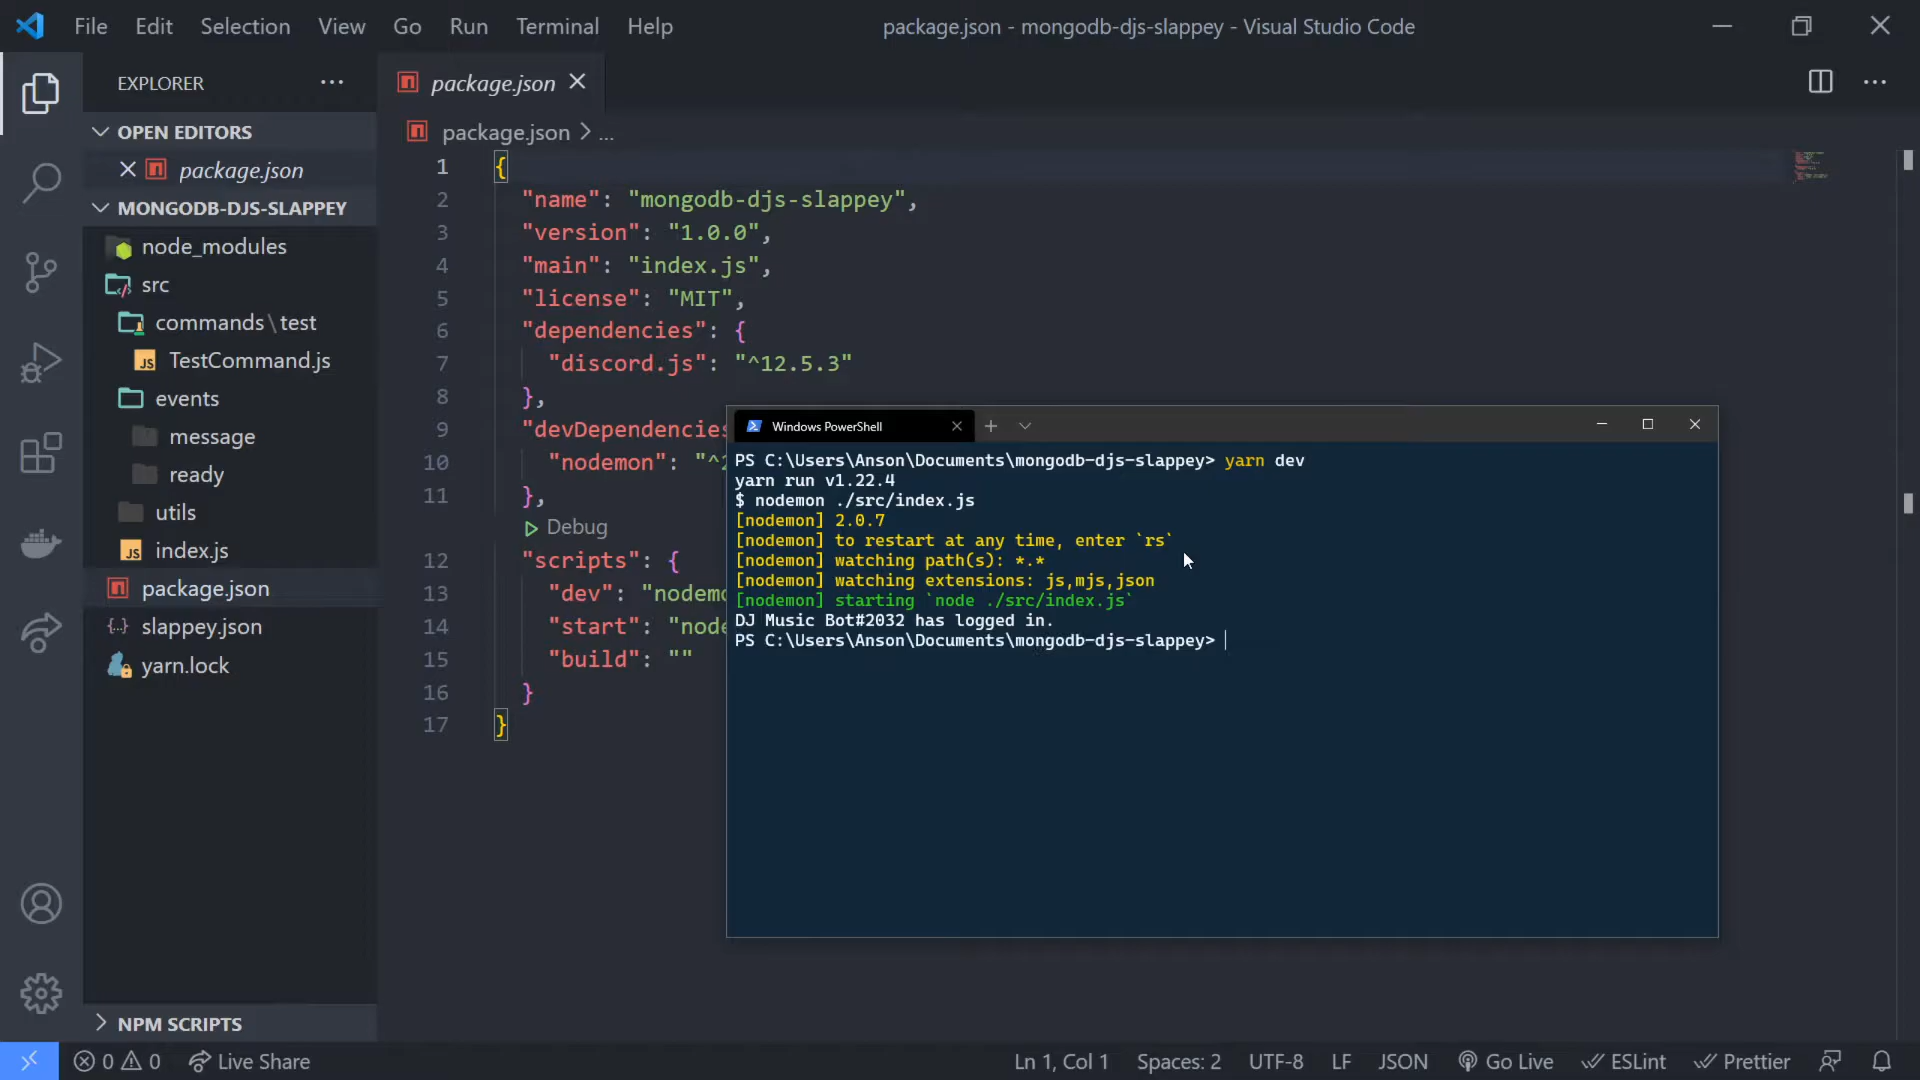 File Edit Selection View Go Run Terminal Help
package.json - mongodb-djs-slappey - Visual Studio Code
EXPLORER
OPEN EDITORS
package.json
MONGODB-DJS-SLAPPEY
node_modules
src
commands\test
TestCommand.js
events
message
ready
utils
index.js
package.json
slappey.json
yarn.lock
NPM SCRIPTS
package.json
package.json > ...
1 {
2 "name": "mongodb-djs-slappey",
3 "version": "1.0.0",
4 "main": "index.js",
5 "license": "MIT",
6 "dependencies": {
7 "discord.js": "^12.5.3"
8 },
9 "devDependencies
10 "nodemon": "^
11 },
Debug
12 "scripts": {
13 "dev": "nodemo
14 "start": "node
15 "build": ""
16 }
17 }
Windows PowerShell
PS C:\Users\Anson\Documents\mongodb-djs-slappey> yarn dev
yarn run v1.22.4
$ nodemon ./src/index.js
[nodemon] 2.0.7
[nodemon] to restart at any time, enter `rs`
[nodemon] watching path(s): *.*
[nodemon] watching extensions: js,mjs,json
[nodemon] starting `node ./src/index.js`
DJ Music Bot#2032 has logged in.
PS C:\Users\Anson\Documents\mongodb-djs-slappey>
0 0 Live Share
Ln 1, Col 1 Spaces: 2 UTF-8 LF JSON Go Live ESLint Prettier